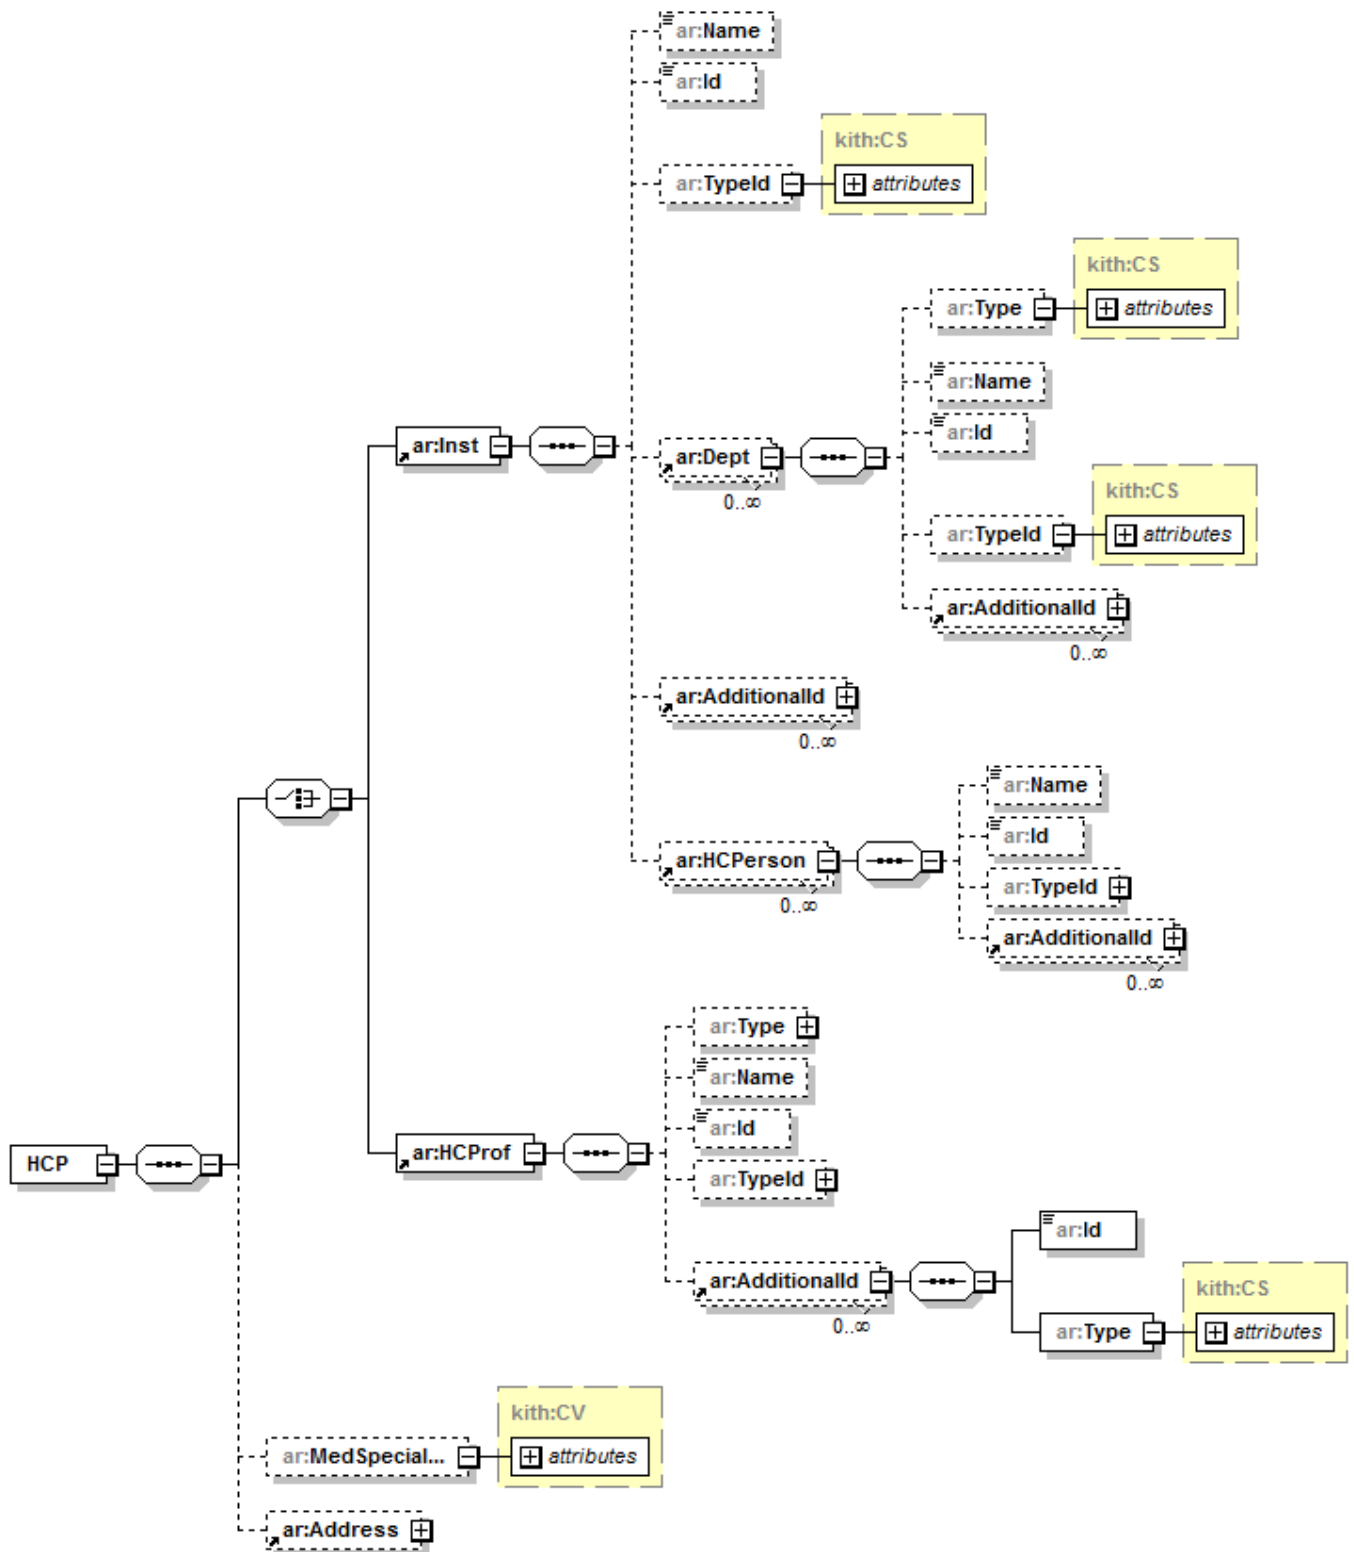 ar:Name
ar:Id
kith:CS
ar:TypeId
attributes
kith:CS
ar:Type
attributes
ar:Name
ar:Inst
ar:Id
ar:Dept
0..∞
kith:CS
ar:TypeId
attributes
ar:AdditionalId
0..∞
ar:AdditionalId
0..∞
ar:Name
ar:Id
ar:HCPerson
0..∞
ar:TypeId
ar:AdditionalId
0..∞
ar:Type
ar:Name
ar:Id
HCP
ar:HCProf
ar:TypeId
ar:Id
ar:AdditionalId
0..∞
kith:CS
ar:Type
attributes
kith:CV
ar:MedSpecial...
attributes
ar:Address